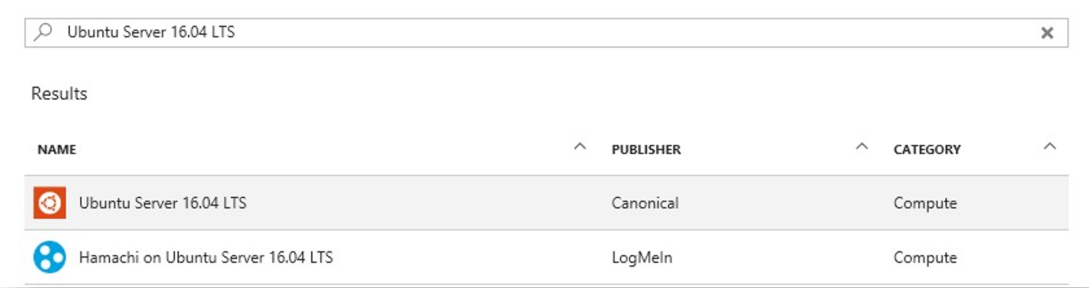 Ubuntu Server 16.04 LTS
Results
NAME PUBLISHER CATEGORY
Ubuntu Server 16.04 LTS Canonical Compute
Hamachi on Ubuntu Server 16.04 LTS LogMeIn Compute